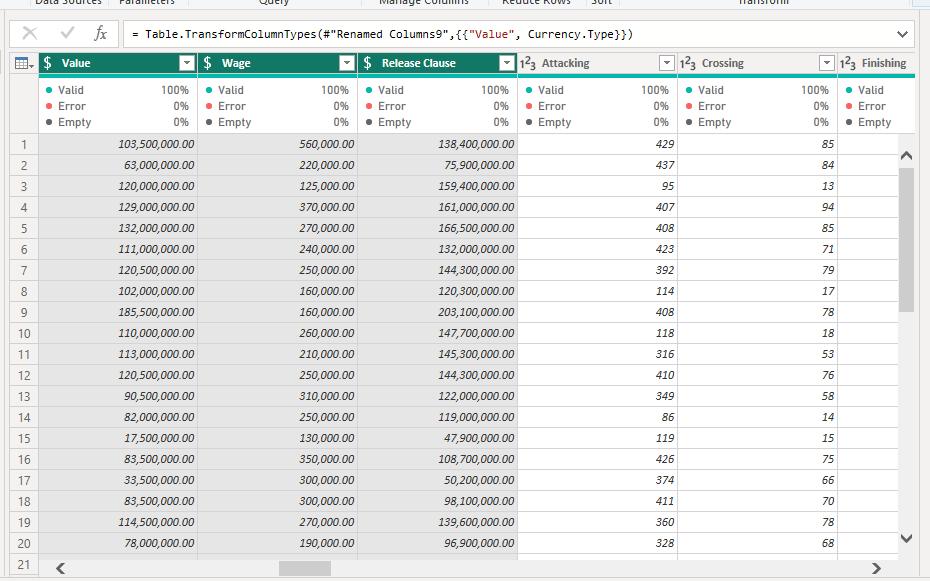 Data Sources Parameters Query Manage Columns Reduce Rows Sort Transform
fx = Table.TransformColumnTypes(#"Renamed Columns9",{{"Value", Currency.Type}})
$ Value $ Wage $ Release Clause 123 Attacking 123 Crossing 123 Finishing
Valid 100% Valid 100% Valid 100% Valid 100% Valid 100% Valid
Error 0% Error 0% Error 0% Error 0% Error 0% Error
Empty 0% Empty 0% Empty 0% Empty 0% Empty 0% Empty
1 103,500,000.00 560,000.00 138,400,000.00 429 85
2 63,000,000.00 220,000.00 75,900,000.00 437 84
3 120,000,000.00 125,000.00 159,400,000.00 95 13
4 129,000,000.00 370,000.00 161,000,000.00 407 94
5 132,000,000.00 270,000.00 166,500,000.00 408 85
6 111,000,000.00 240,000.00 132,000,000.00 423 71
7 120,500,000.00 250,000.00 144,300,000.00 392 79
8 102,000,000.00 160,000.00 120,300,000.00 114 17
9 185,500,000.00 160,000.00 203,100,000.00 408 78
10 110,000,000.00 260,000.00 147,700,000.00 118 18
11 113,000,000.00 210,000.00 145,300,000.00 316 53
12 120,500,000.00 250,000.00 144,300,000.00 410 76
13 90,500,000.00 310,000.00 122,000,000.00 349 58
14 82,000,000.00 250,000.00 119,000,000.00 86 14
15 17,500,000.00 130,000.00 47,900,000.00 119 15
16 83,500,000.00 350,000.00 108,700,000.00 426 75
17 33,500,000.00 300,000.00 50,200,000.00 374 66
18 83,500,000.00 300,000.00 98,100,000.00 411 70
19 114,500,000.00 270,000.00 139,600,000.00 360 78
20 78,000,000.00 190,000.00 96,900,000.00 328 68
21